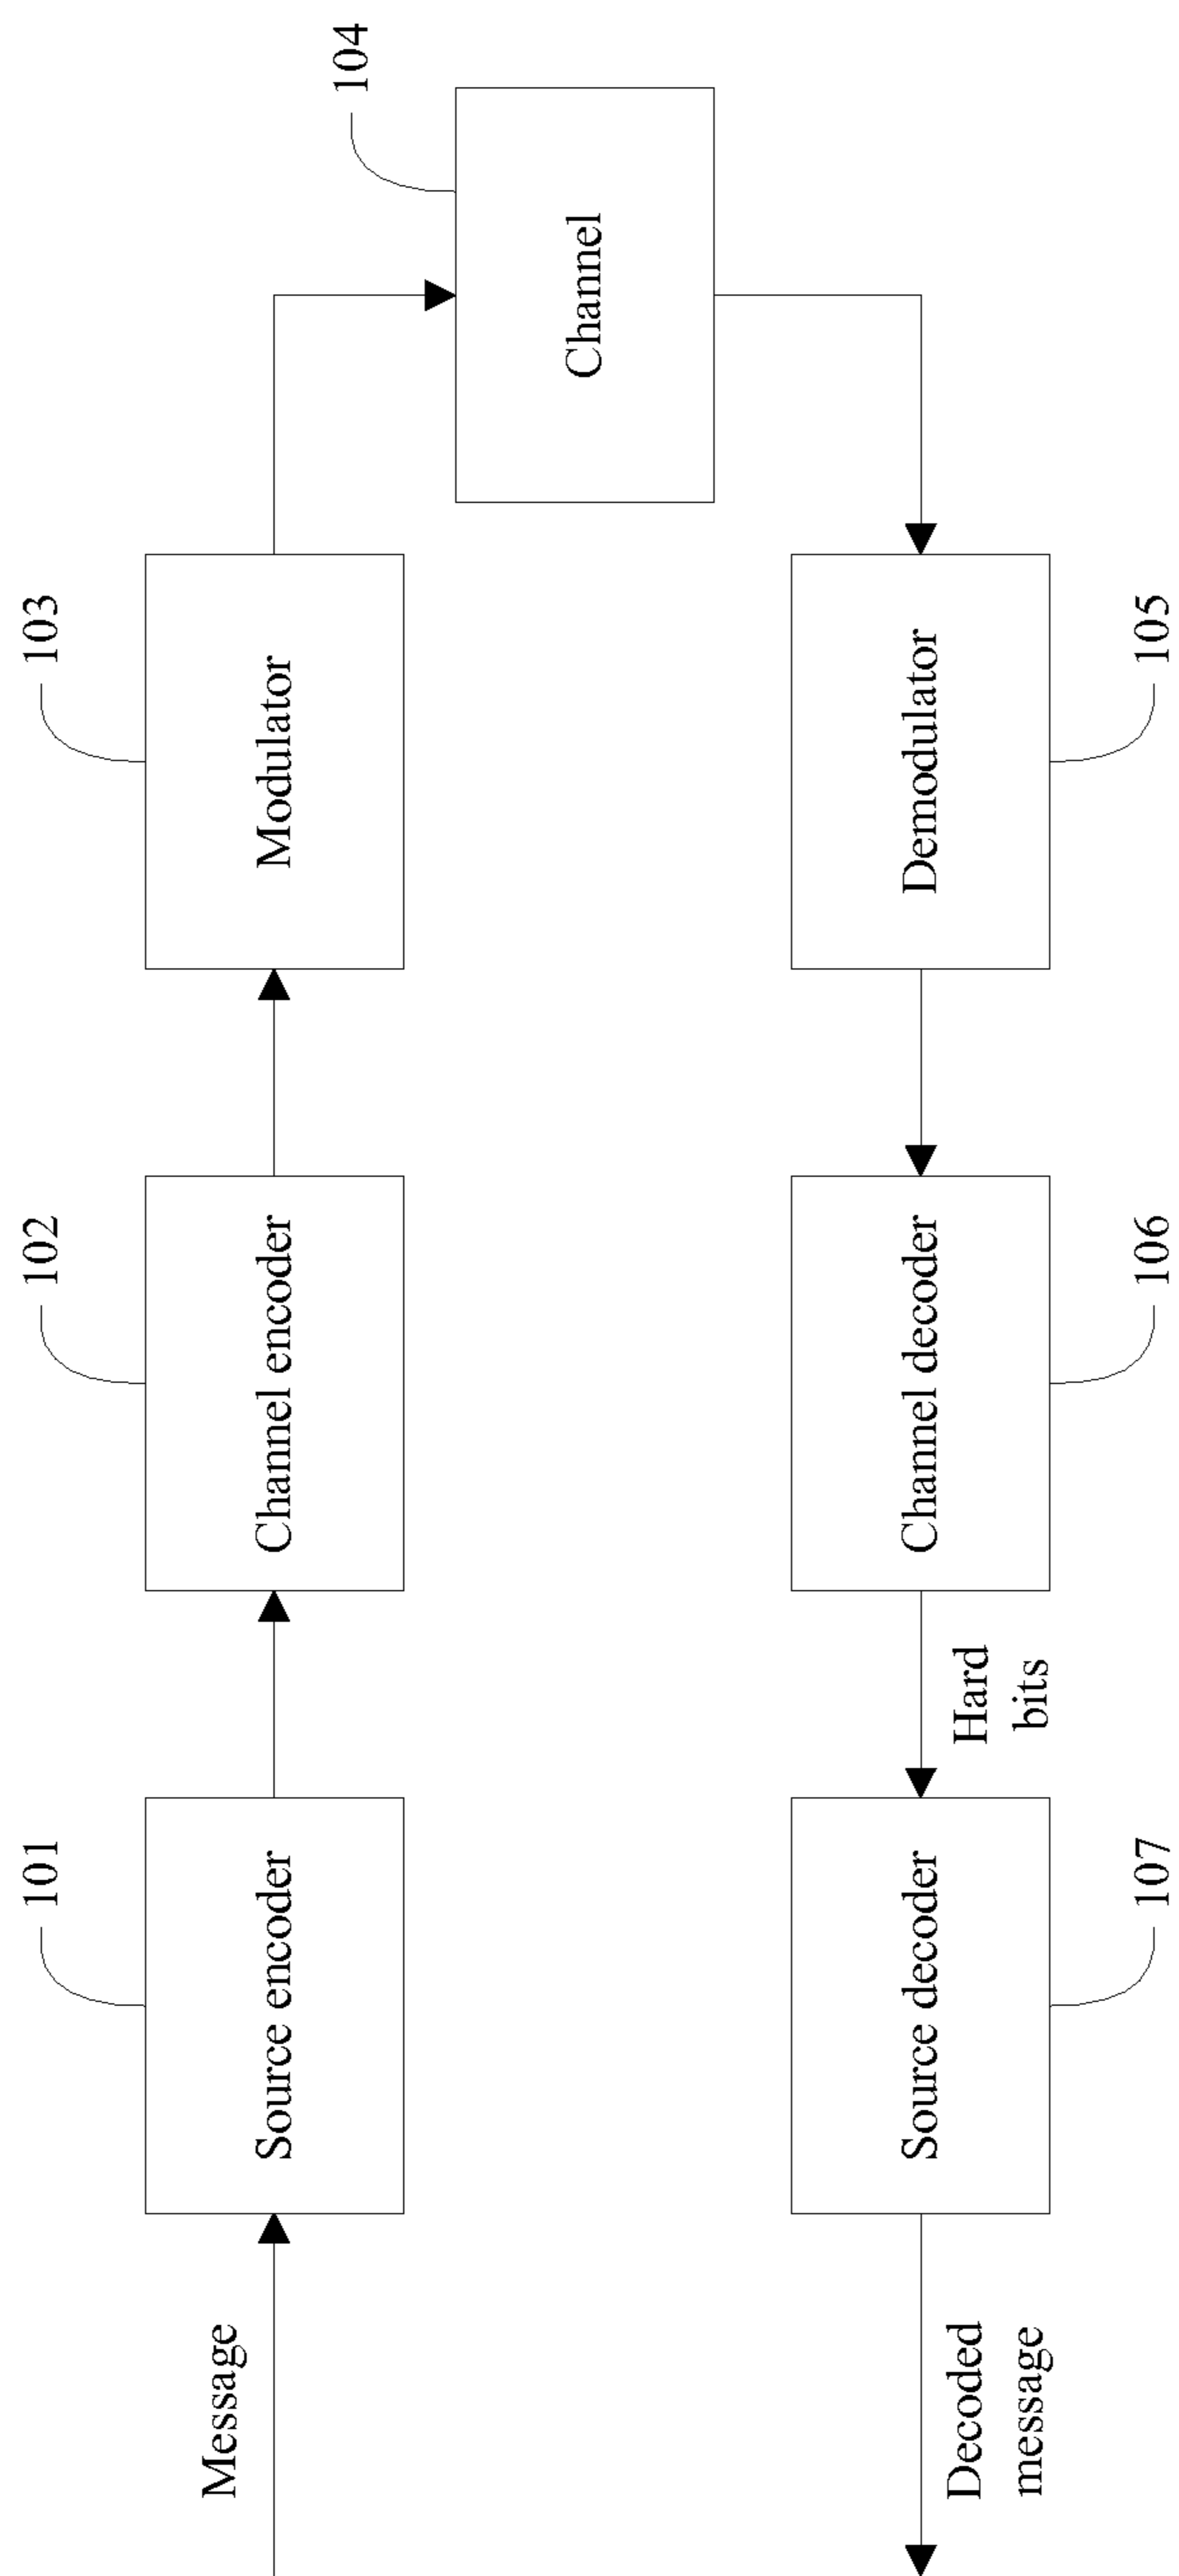 101
102
103
104
Message
Source encoder
Channel encoder
Modulator
Channel
Decoded
message
Source decoder
Hard
bits
Channel decoder
Demodulator
107
106
105